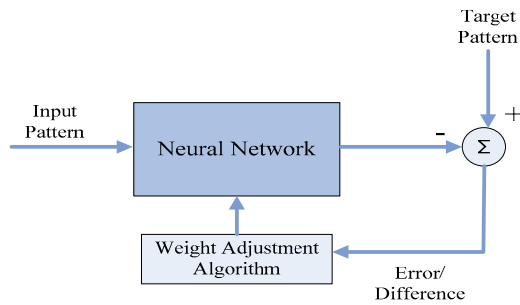 Target
Pattern
Input
Pattern
+
Neural Network
-
Σ
Weight Adjustment
Algorithm
Error/
Difference